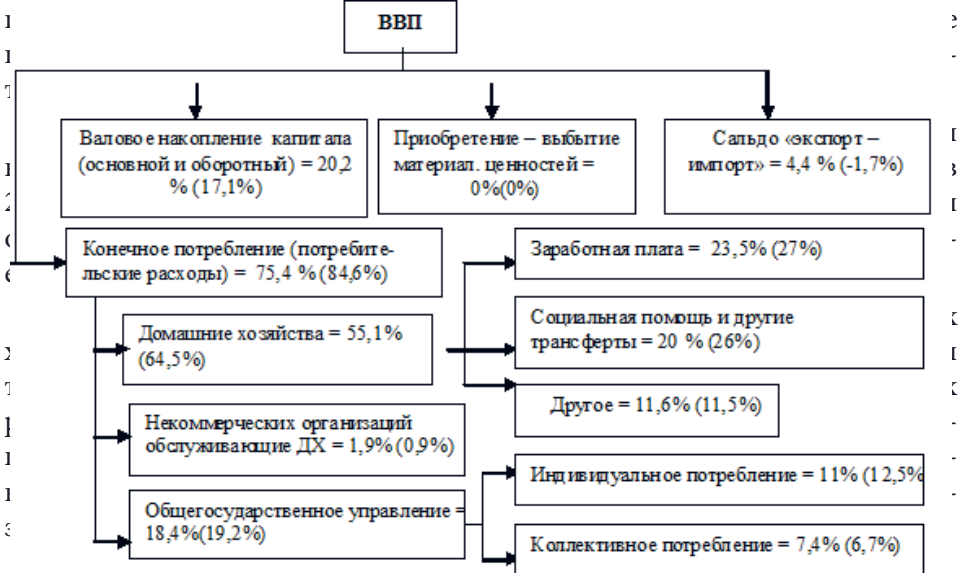 ВВП
Валовое накопление капитала
(основной и оборотный) = 20,2
% (17,1%)
Приобретение – выбытие
материал. ценностей =
0%(0%)
Сальдо «экспорт –
импорт» = 4,4 % (-1,7%)
Конечное потребление (потребите-
льские расходы) = 75,4 % (84,6%)
Домашние хозяйства = 55,1%
(64,5%)
Некоммерческих организаций
обслуживающие ДХ = 1,9% (0,9%)
Общегосударственное управление =
18,4%(19,2%)
Заработная плата = 23,5% (27%)
Социальная помощь и другие
трансферты = 20 % (26%)
Другое = 11,6% (11,5%)
Индивидуальное потребление = 11% (12,5%
Коллективное потребление = 7,4% (6,7%)